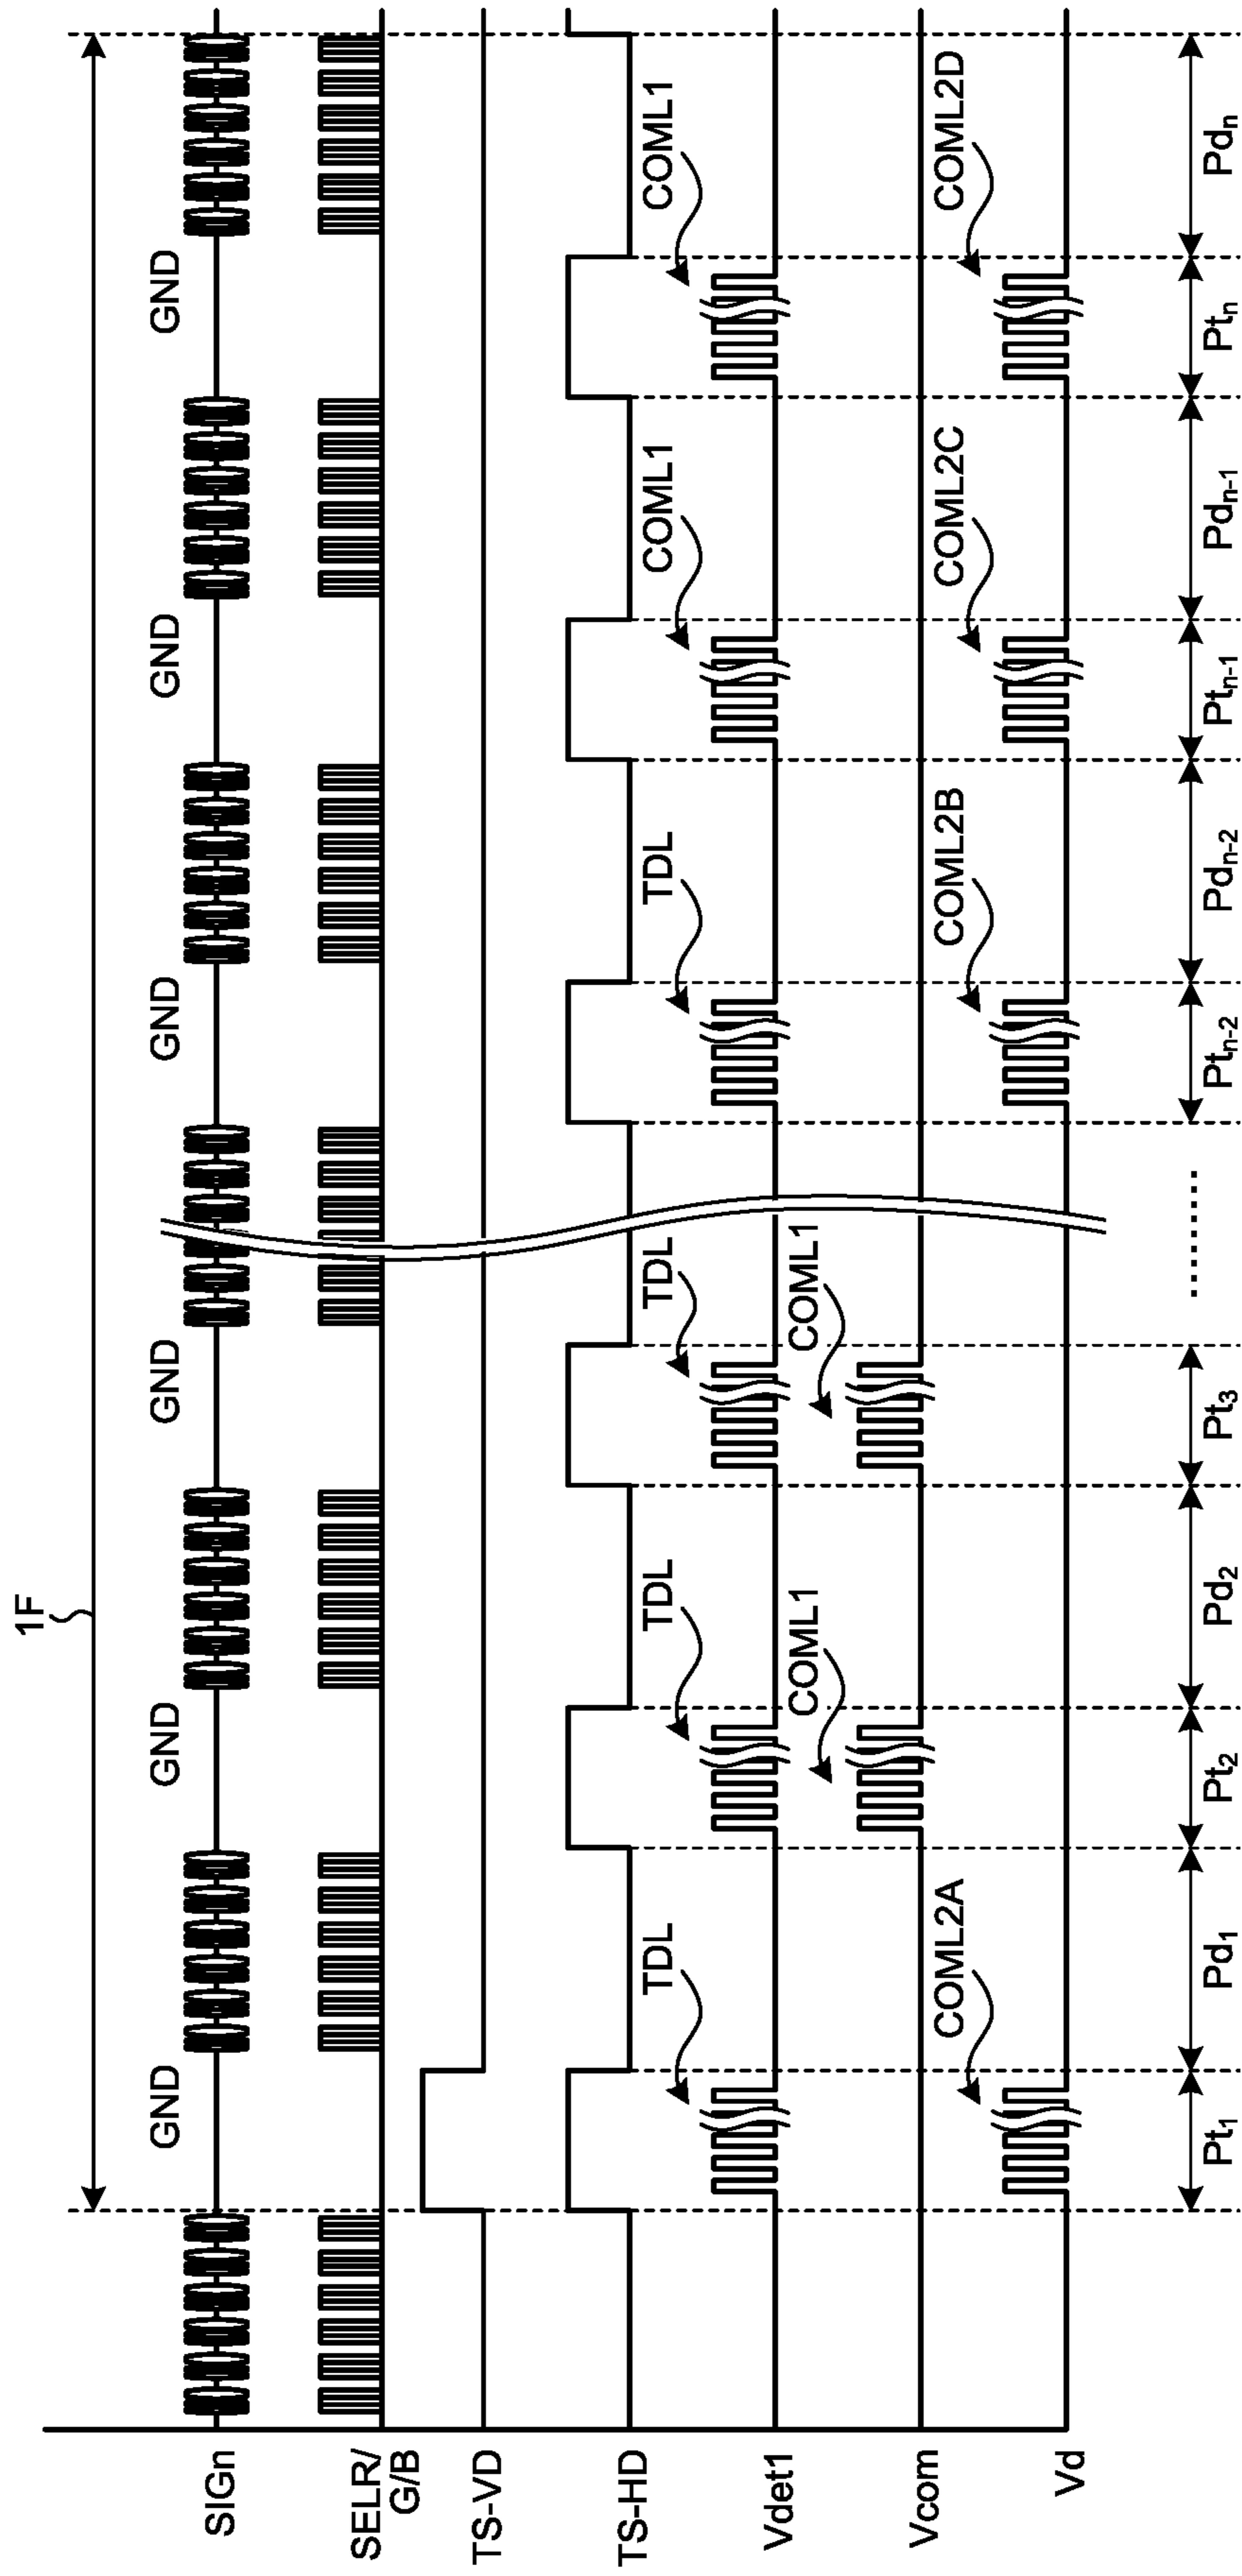 1F
SIGn
GND
GND
GND
GND
GND
GND
SELR/
G/B
TS-VD
TS-HD
Vdet1
TDL
TDL
TDL
TDL
COML1
COML1
Vcom
COML1
COML1
Vd
COML2A
COML2B
COML2C
COML2D
Pt1
Pd1
Pt2
Pd2
Pt3
........
Ptn-2
Pdn-2
Ptn-1
Pdn-1
Ptn
Pdn